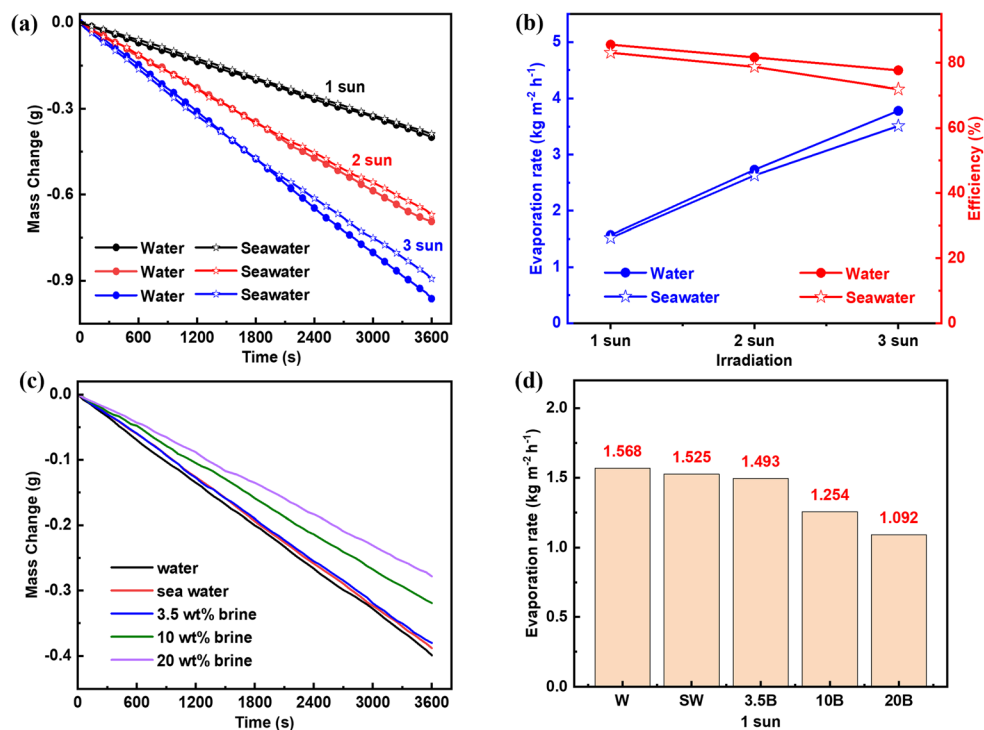 (a)
0.0
-0.3
-0.6
-0.9
Mass Change (g)
1 sun
2 sun
3 sun
Water Seawater
Water Seawater
Water Seawater
0 600 1200 1800 2400 3000 3600
Time (s)
(b)
5
4
3
2
1
0
Evaporation rate (kg m⁻² h⁻¹)
80
60
40
20
0
Efficiency (%)
Water Water
Seawater Seawater
1 sun 2 sun 3 sun
Irradiation
(c)
0.0
-0.1
-0.2
-0.3
-0.4
Mass Change (g)
water
sea water
3.5 wt% brine
10 wt% brine
20 wt% brine
0 600 1200 1800 2400 3000 3600
Time (s)
(d)
2.0
1.5
1.0
0.5
0.0
Evaporation rate (kg m⁻² h⁻¹)
1.568
1.525
1.493
1.254
1.092
W SW 3.5B 10B 20B
1 sun